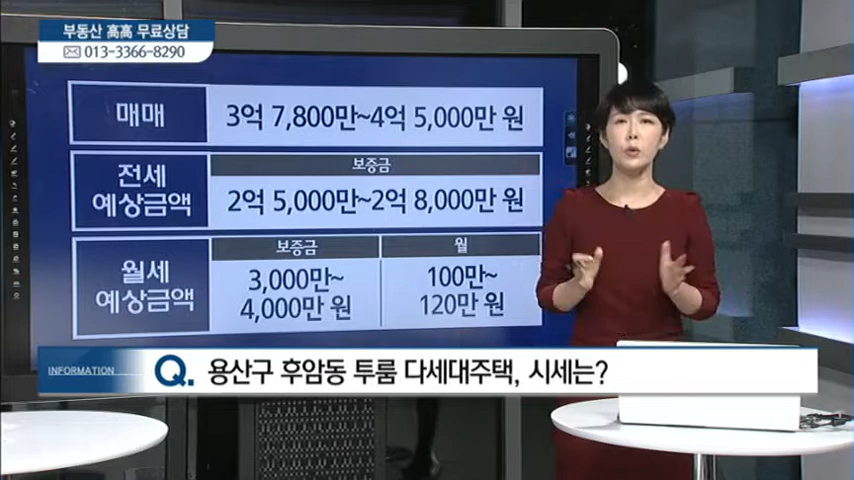 부동산 高高 무료상담
013-3366-8290
매매
3억 7,800만~4억 5,000만 원
전세
예상금액
보증금
2억 5,000만~2억 8,000만 원
월세
예상금액
보증금
월
3,000만~
4,000만 원
100만~
120만 원
INFORMATION
Q. 용산구 후암동 투룸 다세대주택, 시세는?